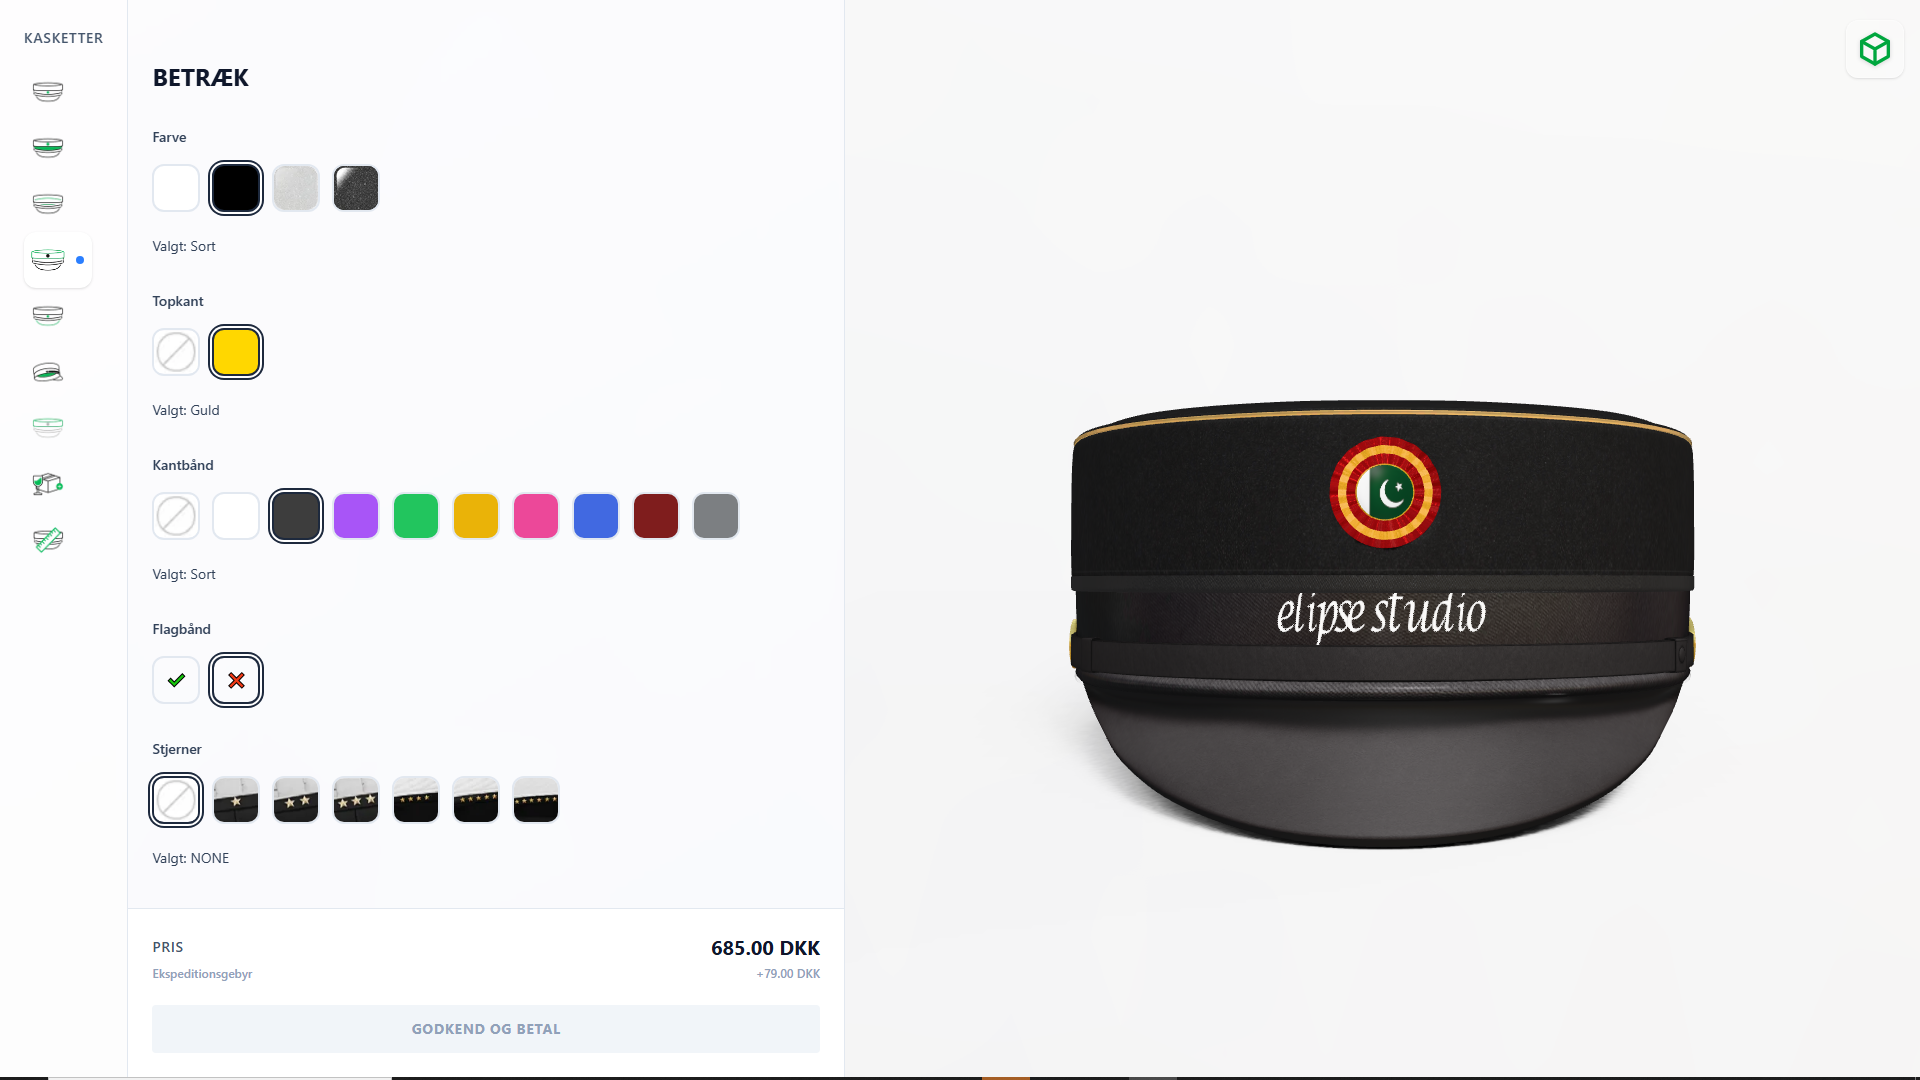 KASKETTER
BETRÆK
Farve
Valgt: Sort
Topkant
Valgt: Guld
Kantbånd
Valgt: Sort
Flagbånd
Stjerner
Valgt: NONE
PRIS
685.00 DKK
Ekspeditionsgebyr
+79.00 DKK
GODKEND OG BETAL
elipse studio